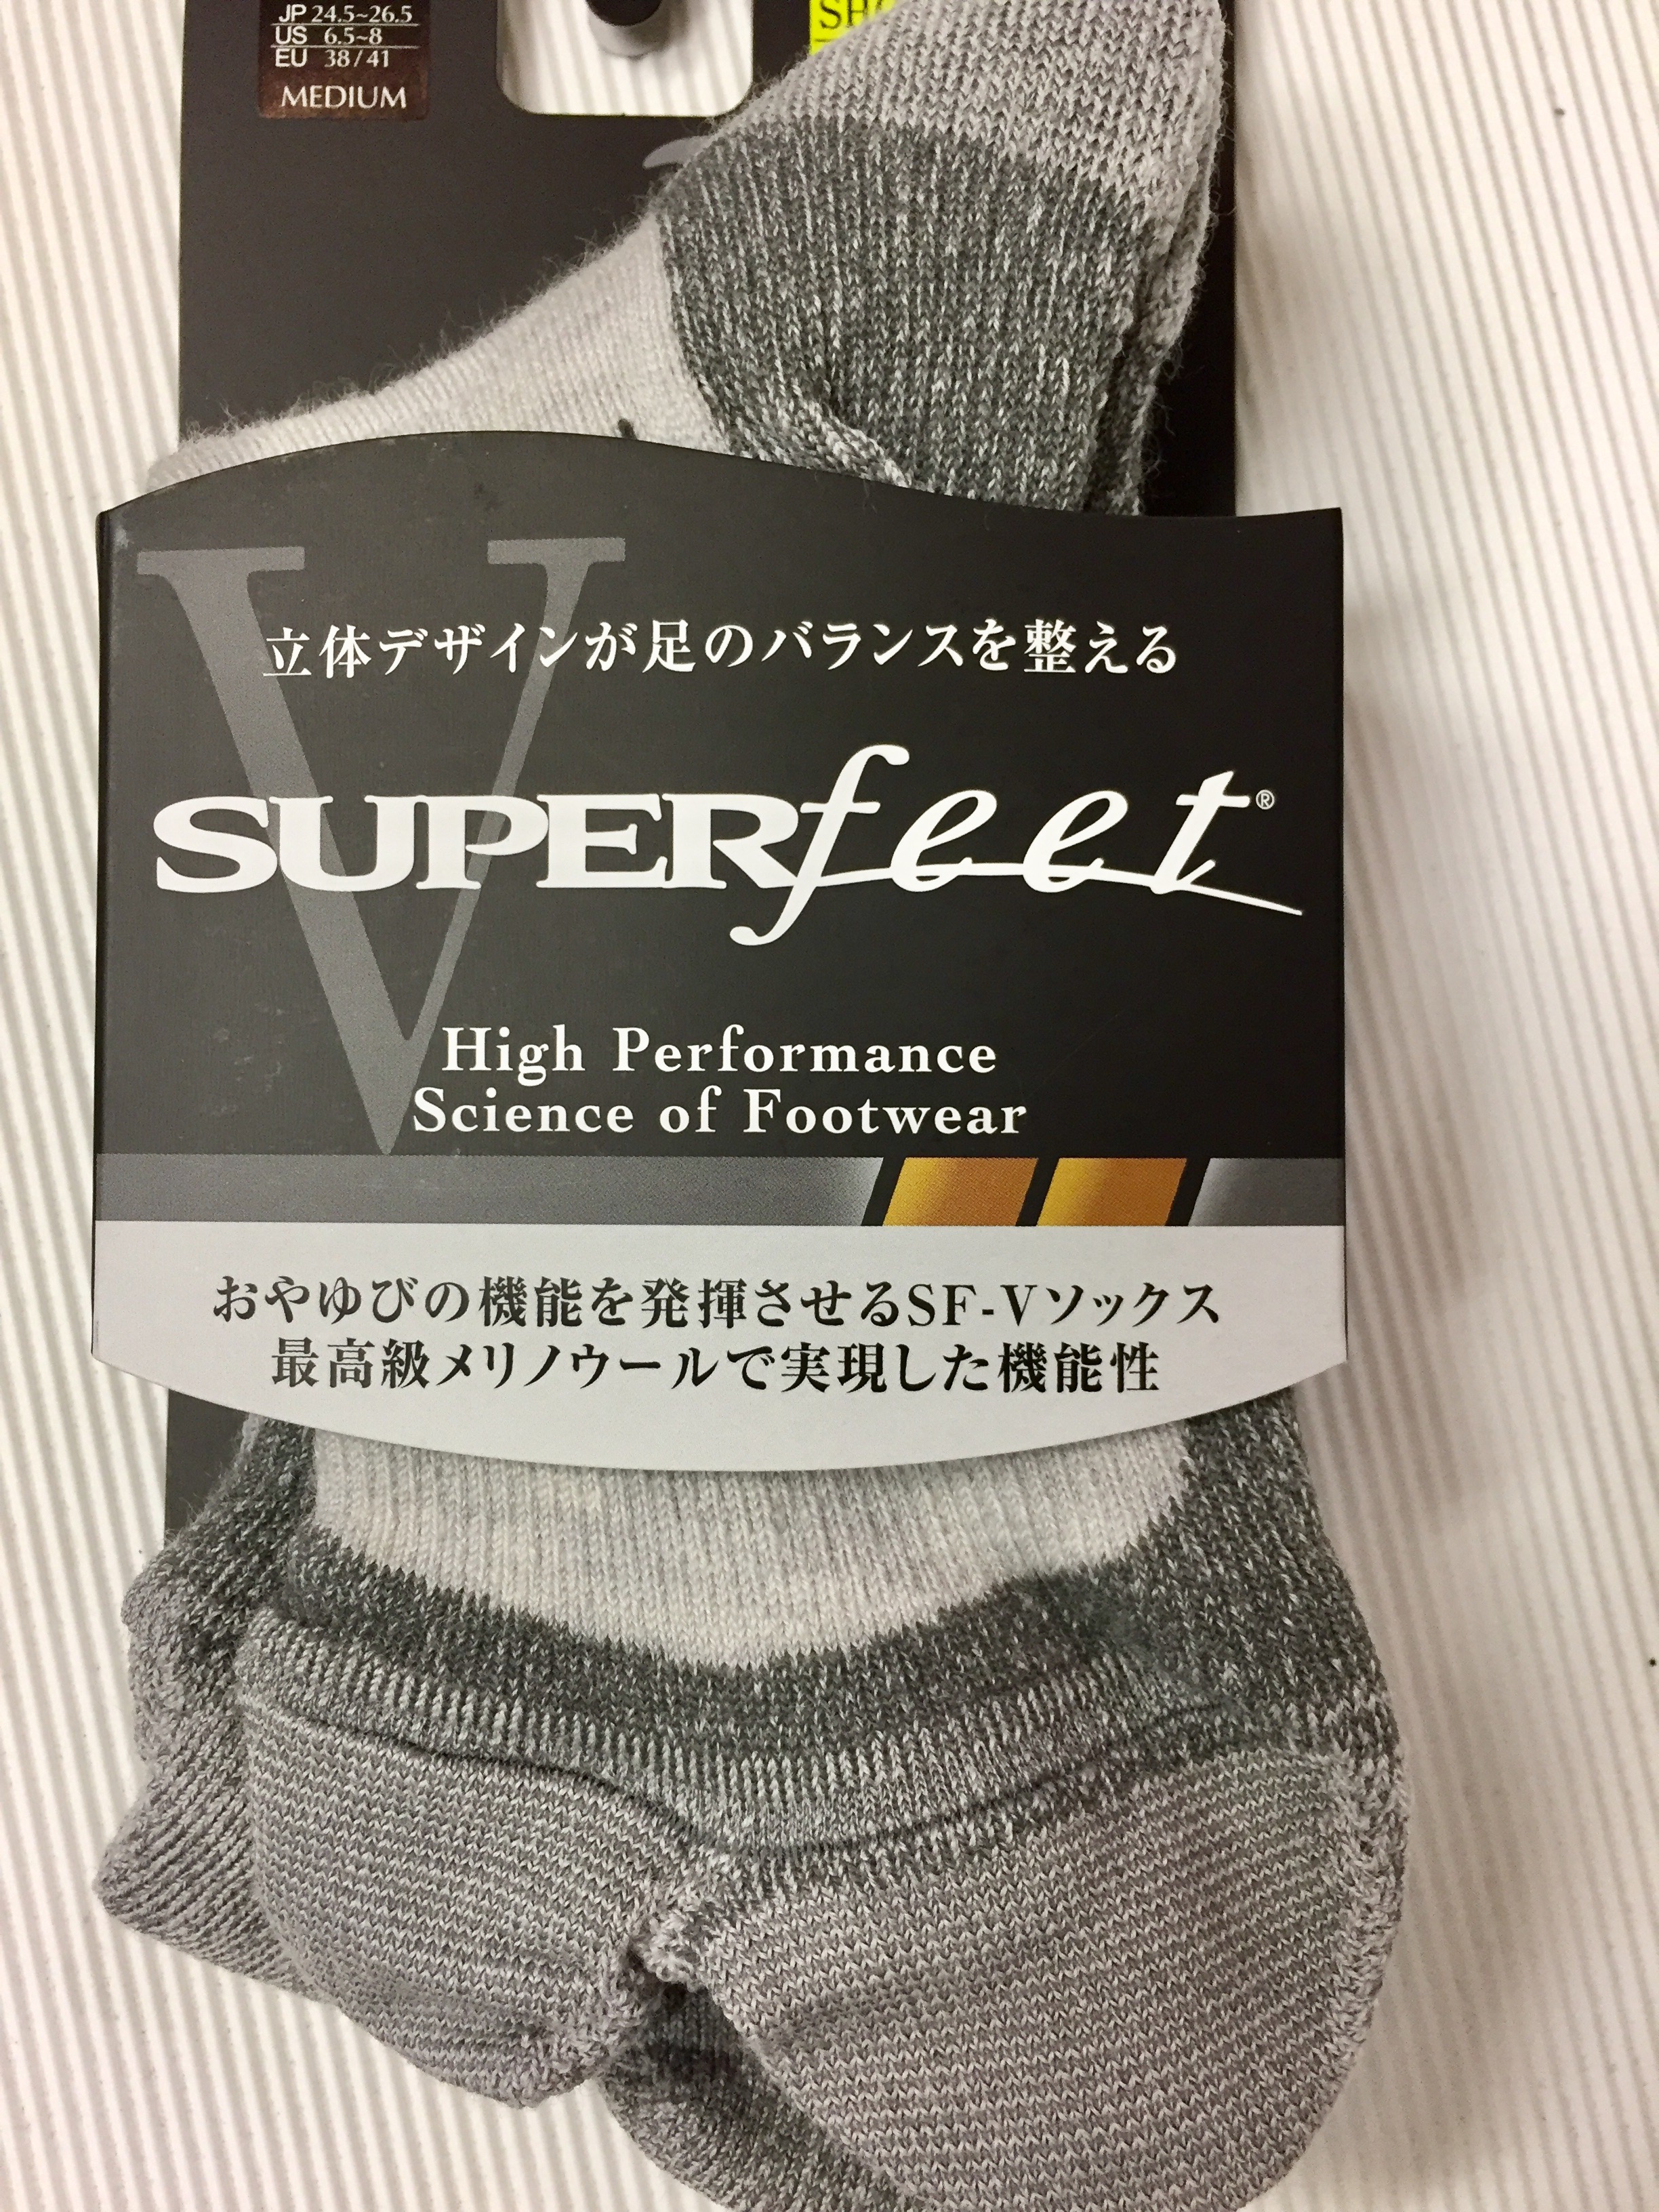 JP 24.5~26.5
US 6.5~8
EU 38/41
MEDIUM
V
立体デザインが足のバランスを整える
SUPERfeet®
High Performance
Science of Footwear
おやゆびの機能を発揮させるSF-Vソックス
最高級メリノウールで実現した機能性